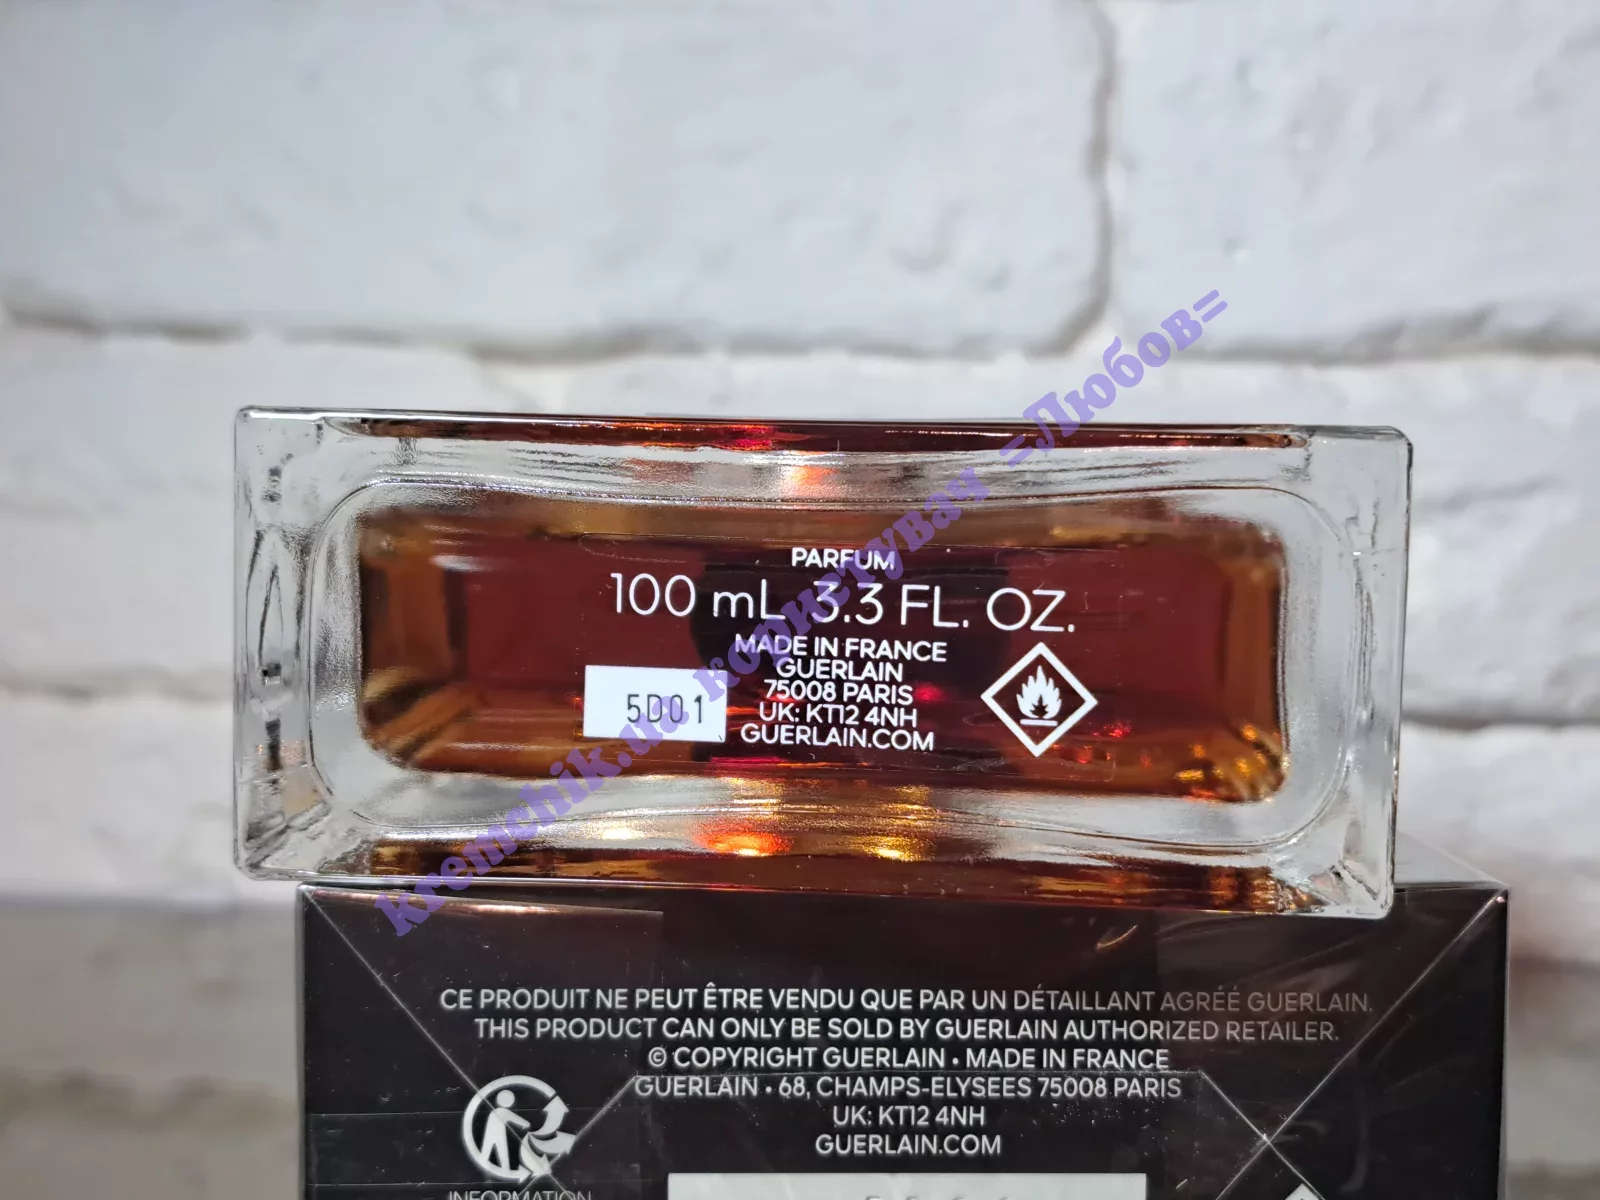 PARFUM
100 mL 3.3 FL. OZ.
MADE IN FRANCE
GUERLAIN
75008 PARIS
UK: KT12 4NH
GUERLAIN.COM
5D01
kremchik.ua користувач =Любов=
CE PRODUIT NE PEUT ÊTRE VENDU QUE PAR UN DÉTAILLANT AGRÉÉ GUERLAIN.
THIS PRODUCT CAN ONLY BE SOLD BY GUERLAIN AUTHORIZED RETAILER.
© COPYRIGHT GUERLAIN • MADE IN FRANCE
GUERLAIN • 68, CHAMPS-ELYSEES 75008 PARIS
UK: KT12 4NH
GUERLAIN.COM
INFORMATION